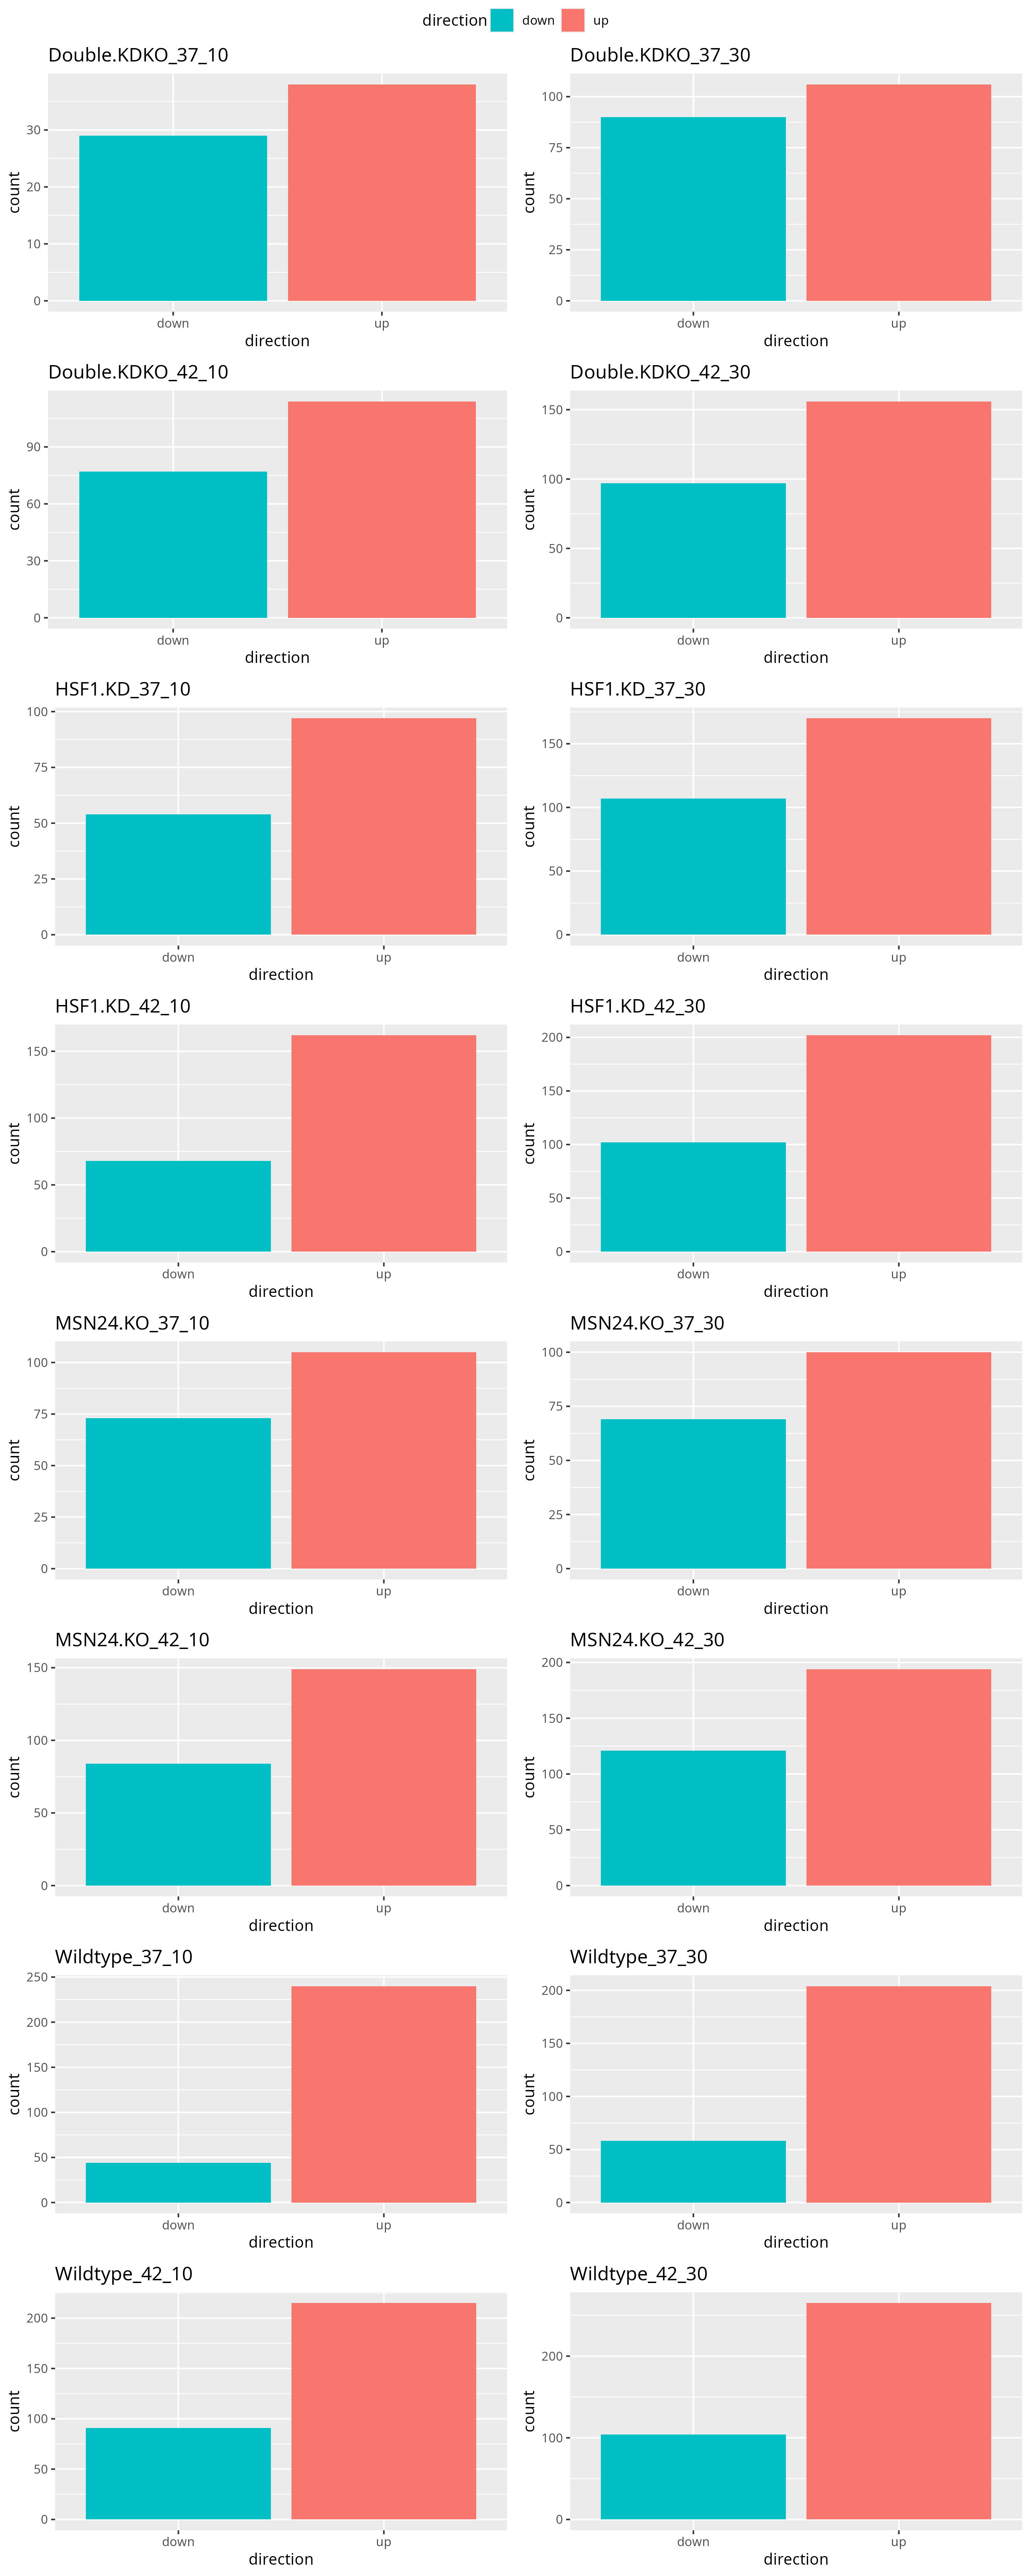 direction down up
Double.KDKO_37_10
30
20
10
0
count
down up
direction
Double.KDKO_37_30
100
75
50
25
0
count
down up
direction
Double.KDKO_42_10
90
60
30
0
count
down up
direction
Double.KDKO_42_30
150
100
50
0
count
down up
direction
HSF1.KD_37_10
100
75
50
25
0
count
down up
direction
HSF1.KD_37_30
150
100
50
0
count
down up
direction
HSF1.KD_42_10
150
100
50
0
count
down up
direction
HSF1.KD_42_30
200
150
100
50
0
count
down up
direction
MSN24.KO_37_10
100
75
50
25
0
count
down up
direction
MSN24.KO_37_30
100
75
50
25
0
count
down up
direction
MSN24.KO_42_10
150
100
50
0
count
down up
direction
MSN24.KO_42_30
200
150
100
50
0
count
down up
direction
Wildtype_37_10
250
200
150
100
50
0
count
down up
direction
Wildtype_37_30
200
150
100
50
0
count
down up
direction
Wildtype_42_10
200
150
100
50
0
count
down up
direction
Wildtype_42_30
200
100
0
count
down up
direction